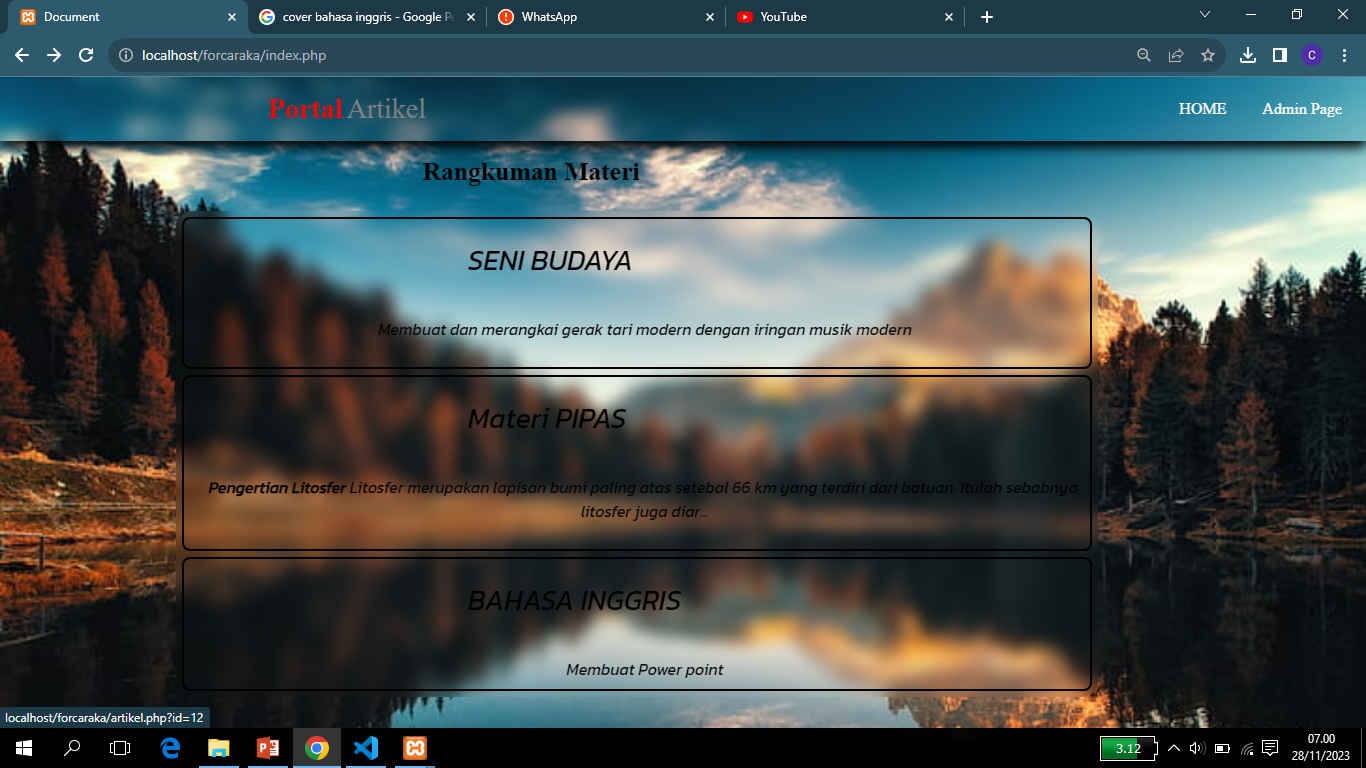 Document
cover bahasa inggris - Google P
WhatsApp
YouTube
localhost/forcaraka/index.php
C
Portal Artikel
HOME
Admin Page
Rangkuman Materi
SENI BUDAYA
Membuat dan merangkai gerak tari modern dengan iringan musik modern
Materi PIPAS
Pengertian Litosfer Litosfer merupakan lapisan bumi paling atas setebal 66 km yang terdiri dari batuan. Itulah sebabnya,
litosfer juga diar...
BAHASA INGGRIS
Membuat Power point
localhost/forcaraka/artikel.php?id=12
3.12
07.00
28/11/2023